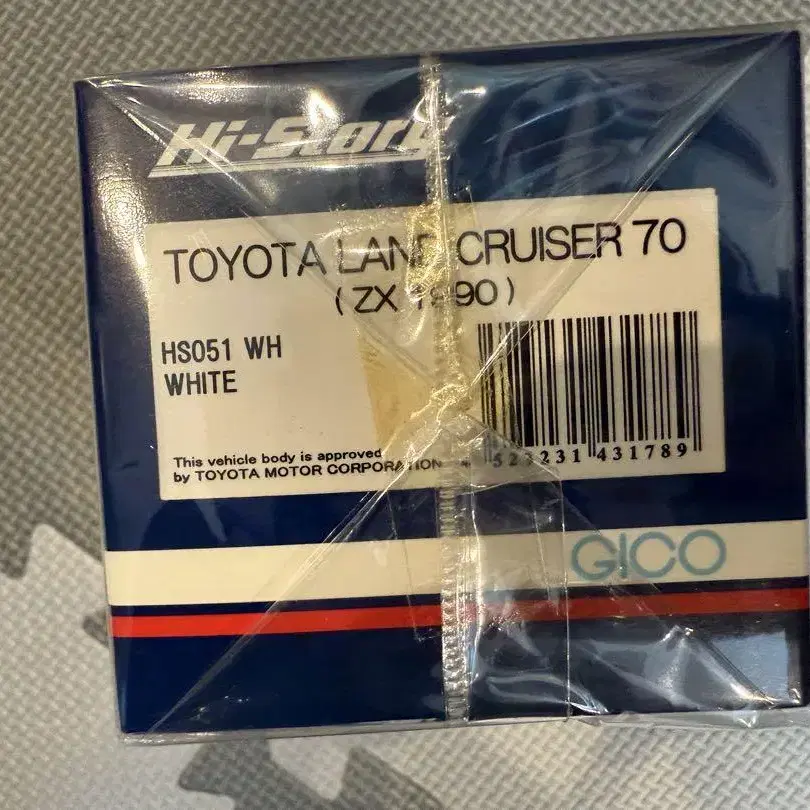 Hi-Story
TOYOTA LAND CRUISER 70
(ZX 1990)
HS051 WH
WHITE
This vehicle body is approved
by TOYOTA MOTOR CORPORATION
431789
GICO